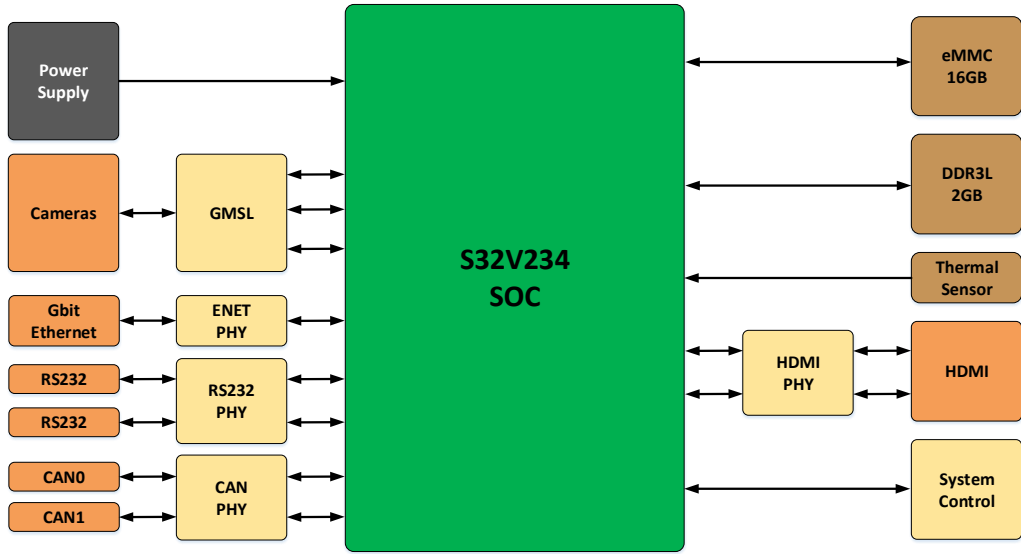 Power
Supply
Cameras
GMSL
Gbit
Ethernet
ENET
PHY
RS232
RS232
RS232
PHY
CAN0
CAN1
CAN
PHY
S32V234
SOC
eMMC
16GB
DDR3L
2GB
Thermal
Sensor
HDMI
PHY
HDMI
System
Control